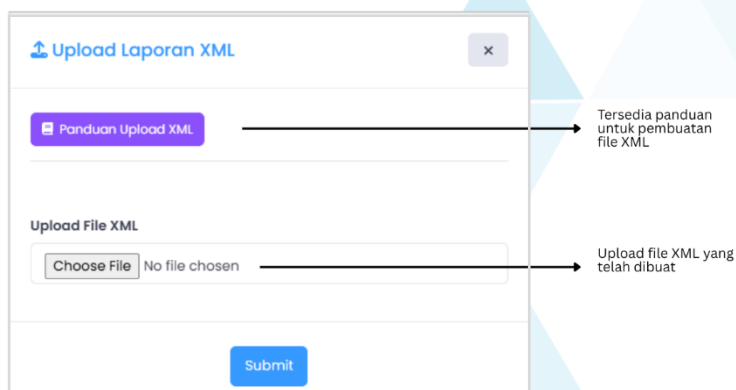 Upload Laporan XML
×
Panduan Upload XML
Tersedia panduan
untuk pembuatan
file XML
Upload File XML
Choose File No file chosen
Upload file XML yang
telah dibuat
Submit